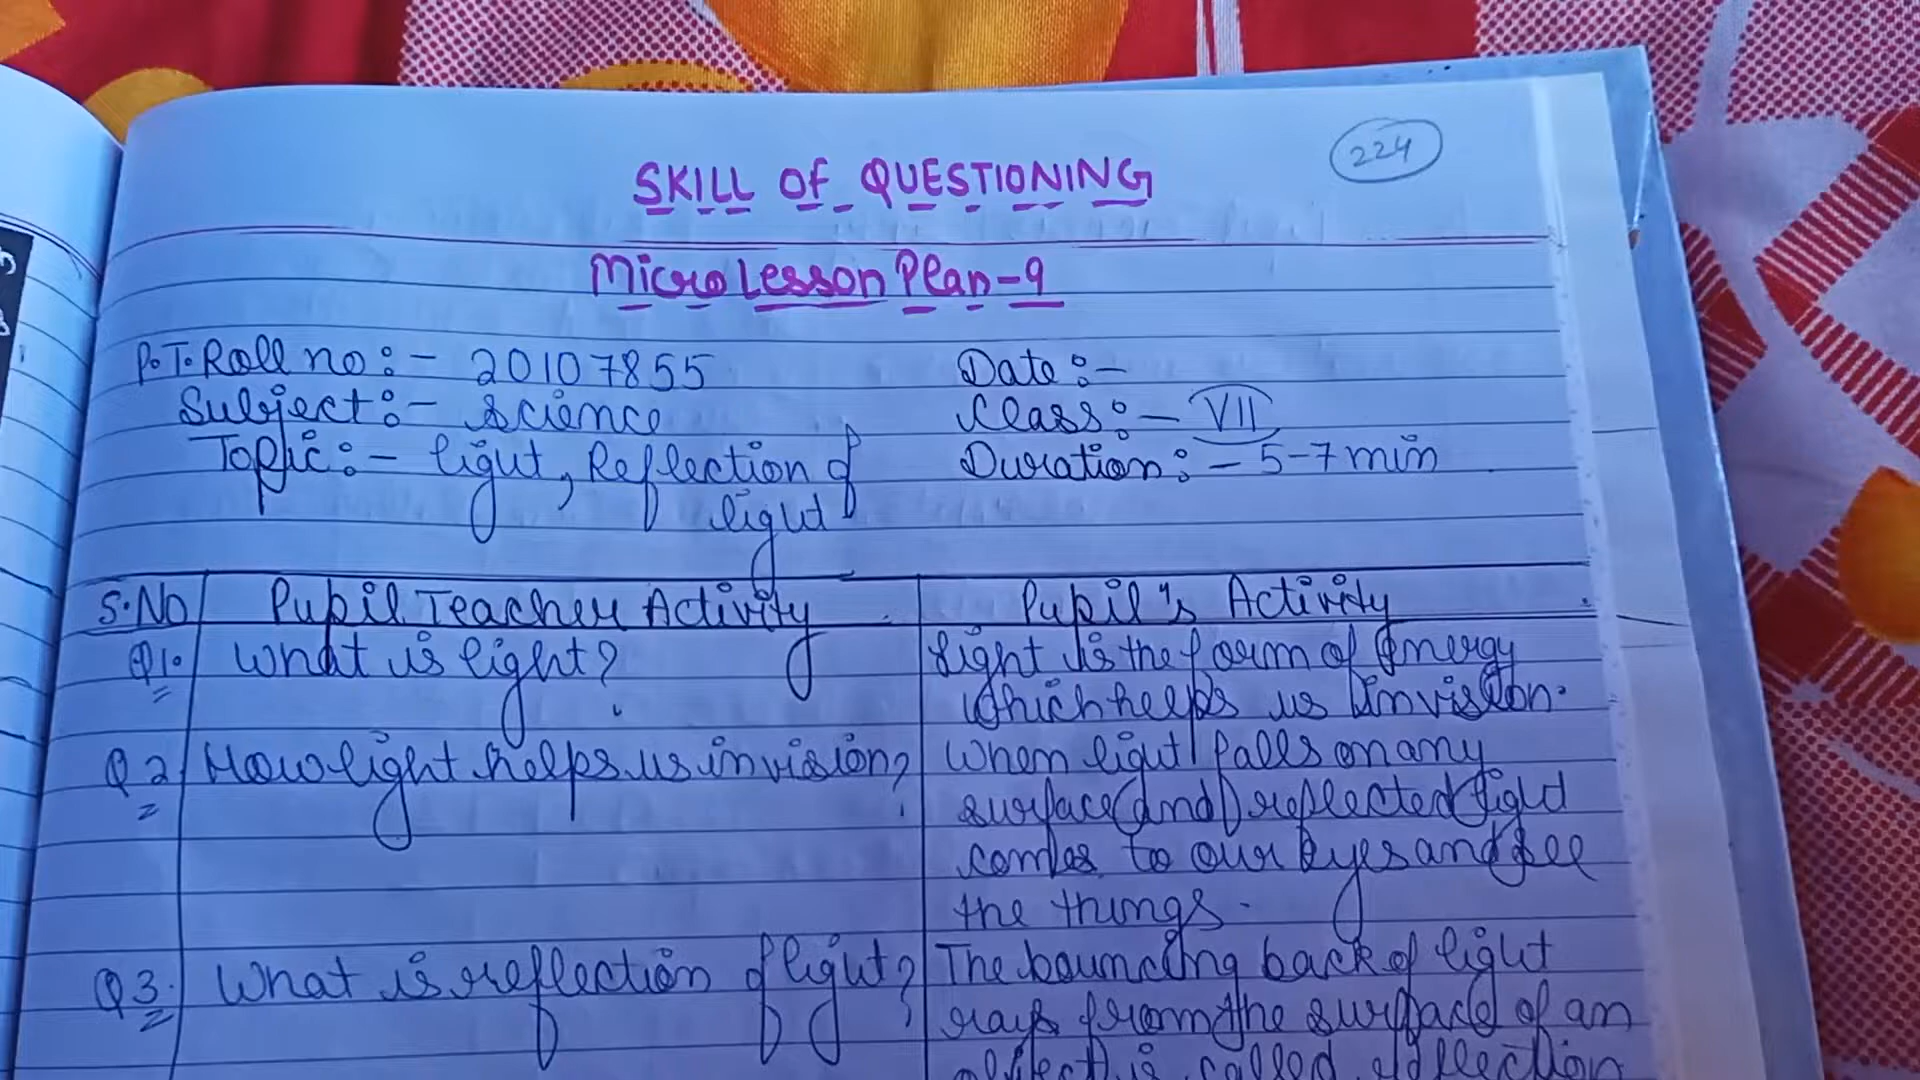 224
SKILL OF QUESTIONING
Micro Lesson Plan-9
P.T. Roll no:- 20107855
Date:-
Subject:- Science
Class:- VII
Topic:- light, Reflection of
light
Duration:- 5-7 min
S.No Pupil Teacher Activity Pupil's Activity
Q1. What is light? light is the form of Energy
which helps us in vision.
Q2 How light helps us in vision? When light falls on any
surface (and) reflected light
comes to our eyes and see
the things.
Q3. What is reflection of light? The bouncing back of light
rays from the surface of an
object is called reflection